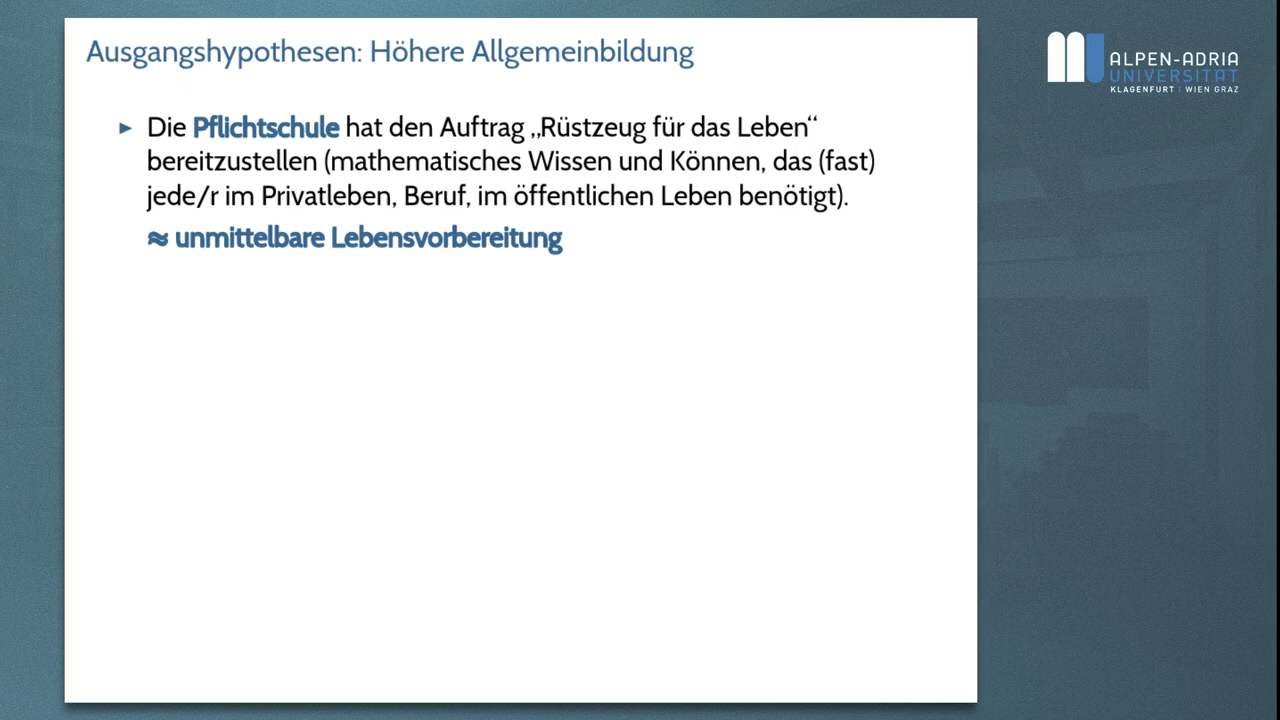 Ausgangshypothesen: Höhere Allgemeinbildung
► Die Pflichtschule hat den Auftrag „Rüstzeug für das Leben“
bereitzustellen (mathematisches Wissen und Können, das (fast)
jede/r im Privatleben, Beruf, im öffentlichen Leben benötigt).
≈ unmittelbare Lebensvorbereitung
ALPEN-ADRIA
UNIVERSITÄT
KLAGENFURT | WIEN GRAZ